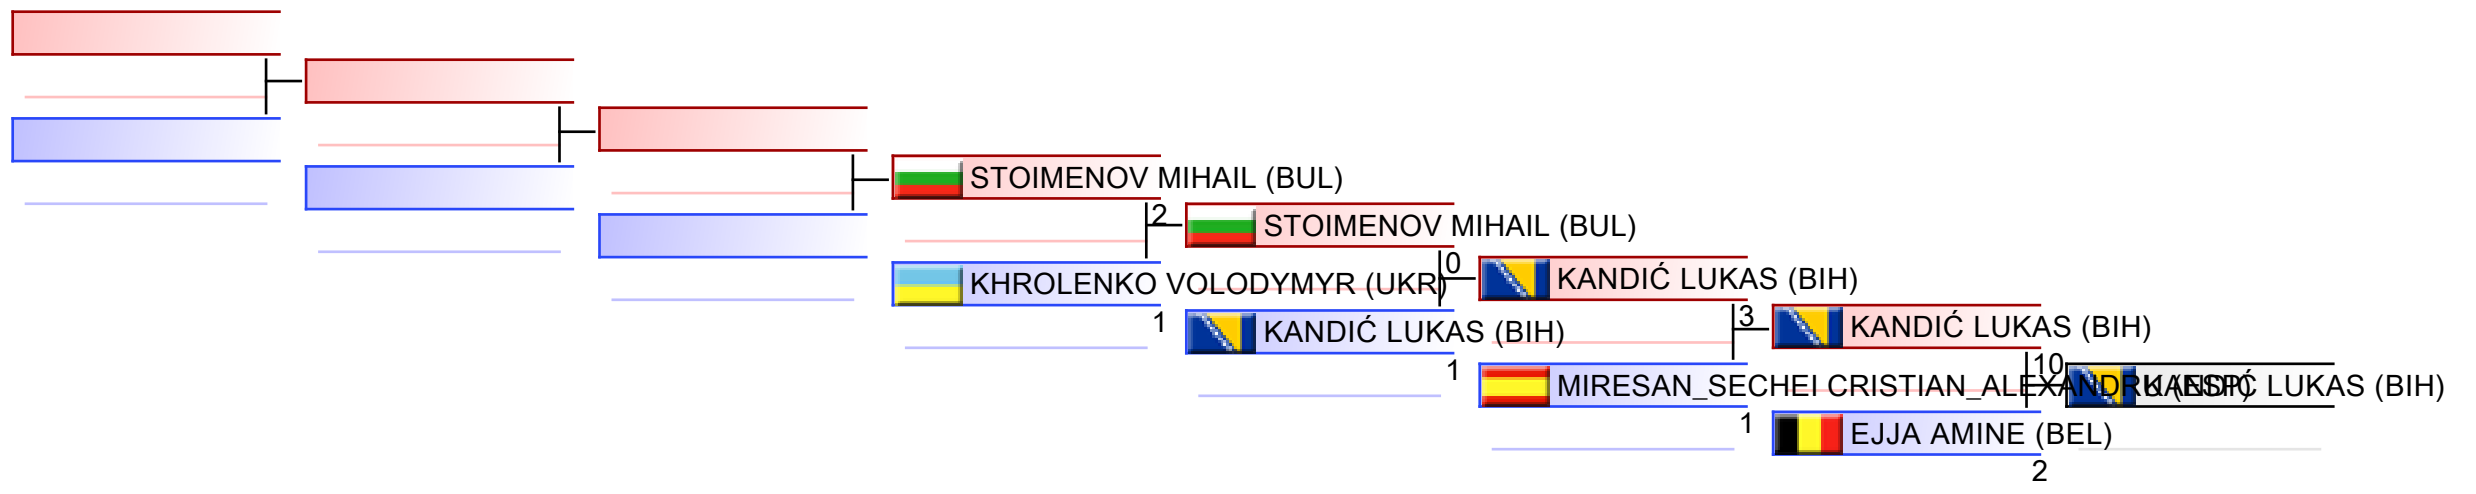 STOIMENOV MIHAIL (BUL)
2
KHROLENKO VOLODYMYR (UKR)
1
STOIMENOV MIHAIL (BUL)
0
KANDIĆ LUKAS (BIH)
1
KANDIĆ LUKAS (BIH)
3
MIRESAN_SECHEI CRISTIAN_ALEXANDRU (ESP)
1
KANDIĆ LUKAS (BIH)
10
EJJA AMINE (BEL)
2
KANDIĆ LUKAS (BIH)